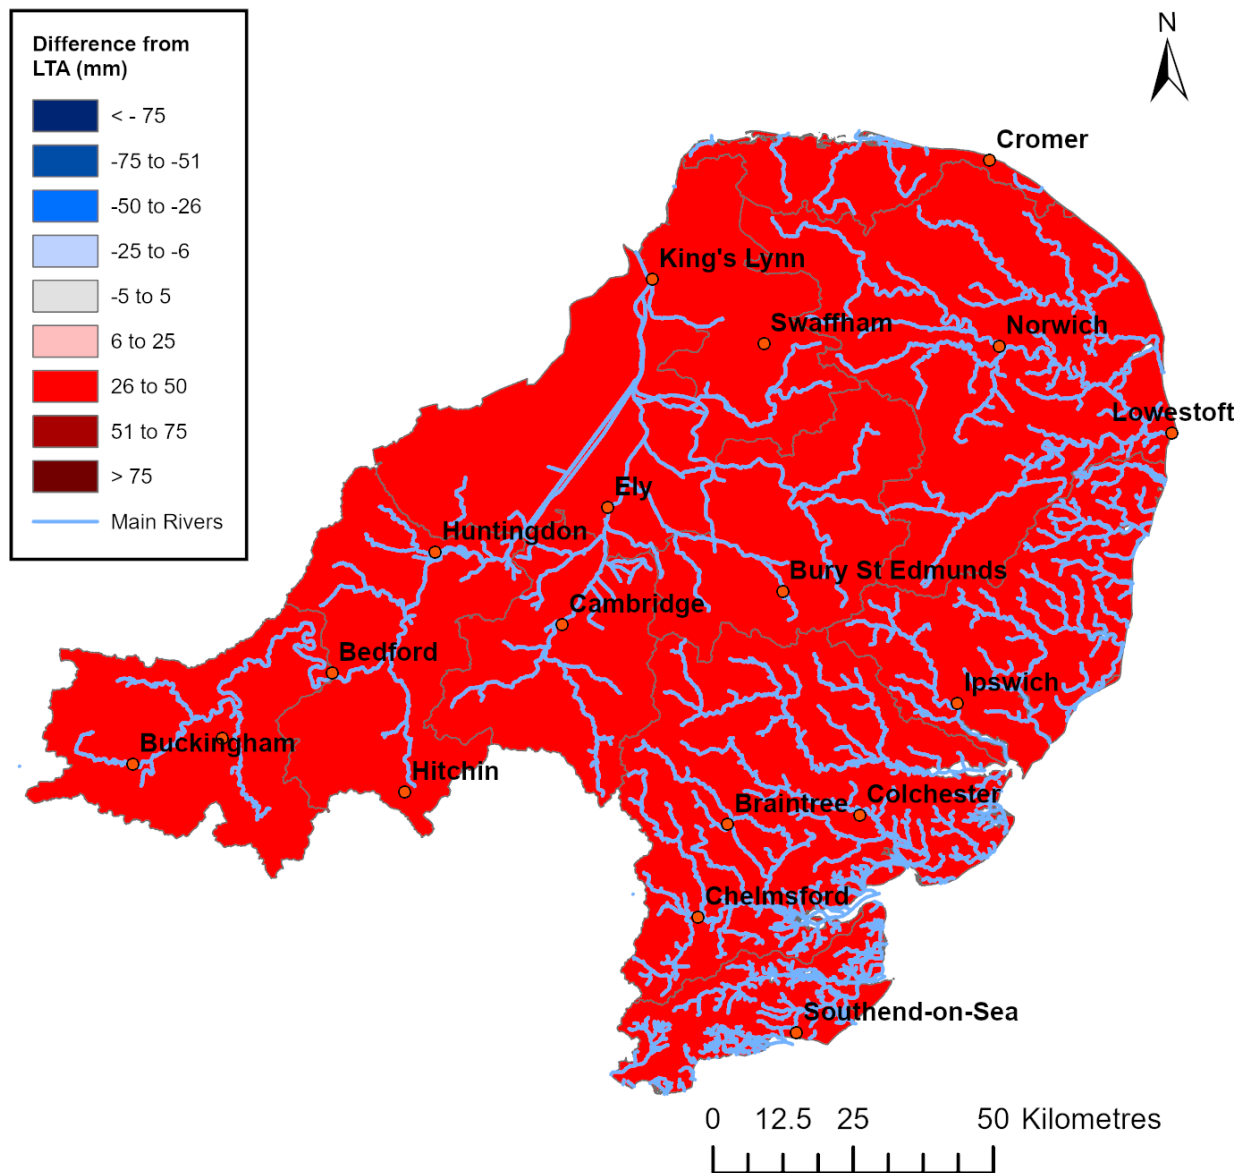 Difference from
LTA (mm)
< - 75
-75 to -51
-50 to -26
-25 to -6
-5 to 5
6 to 25
26 to 50
51 to 75
> 75
Main Rivers
N
Cromer
King's Lynn
Swaffham
Norwich
Lowestoft
Ely
Huntingdon
Bury St Edmunds
Cambridge
Bedford
Ipswich
Buckingham
Hitchin
Braintree
Colchester
Chelmsford
Southend-on-Sea
0 12.5 25 50 Kilometres